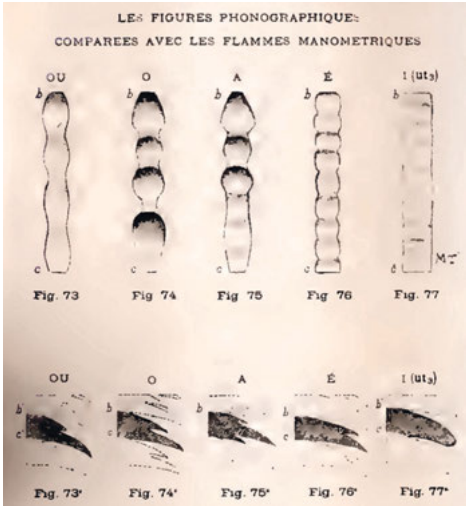 LES FIGURES PHONOGRAPHIQUES
COMPAREES AVEC LES FLAMMES MANOMETRIQUES
OU O A É I (ut3)
b b b b b
c c c c c
Fig. 73 Fig 74 Fig. 75 Fig 76 Fig. 77
OU O A É I (ut3)
b' b b b b'
c' c c c c
Fig. 73" Fig. 74" Fig. 75" Fig. 76" Fig. 77"